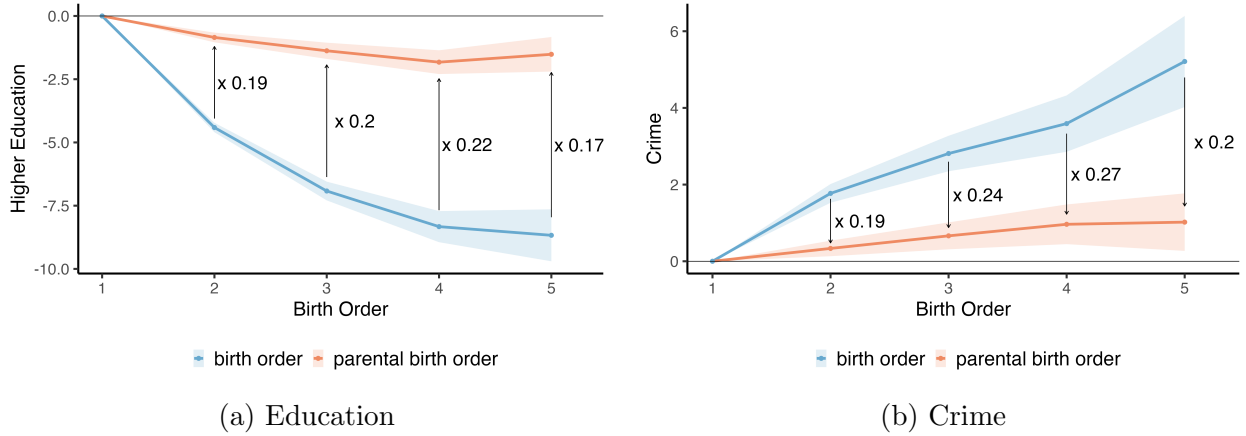 0.0
-2.5
-5.0
-7.5
-10.0
Higher Education
x 0.19
x 0.2
x 0.22
x 0.17
1 2 3 4 5
Birth Order
birth order parental birth order
(a) Education
6
4
2
0
Crime
x 0.19
x 0.24
x 0.27
x 0.2
1 2 3 4 5
Birth Order
birth order parental birth order
(b) Crime